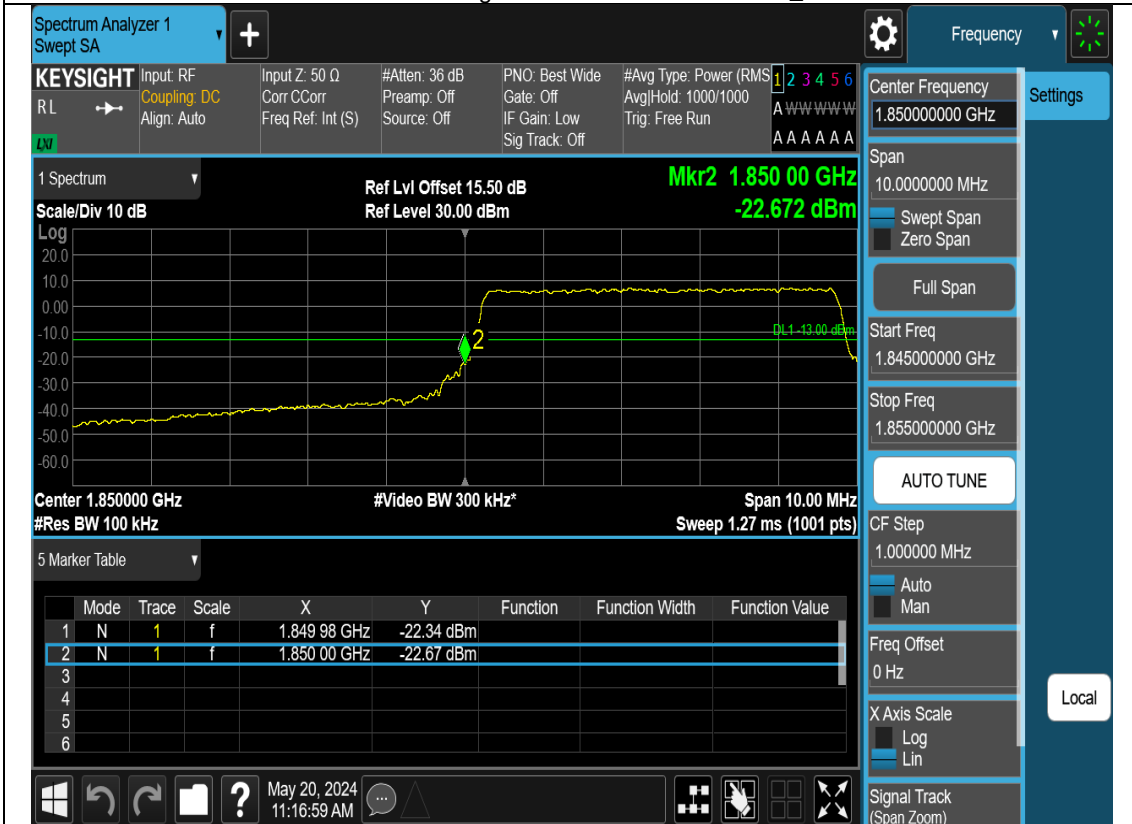 Spectrum Analyzer 1
Swept SA
Frequency
KEYSIGHT
RL
LXI
Input: RF
Coupling: DC
Align: Auto
Input Z: 50 Ω
Corr CCorr
Freq Ref: Int (S)
#Atten: 36 dB
Preamp: Off
Source: Off
PNO: Best Wide
Gate: Off
IF Gain: Low
Sig Track: Off
#Avg Type: Power (RMS
Avg|Hold: 1000/1000
Trig: Free Run
1 2 3 4 5 6
A W W W W W
A A A A A A
1 Spectrum
Scale/Div 10 dB
Ref Lvl Offset 15.50 dB
Ref Level 30.00 dBm
Mkr2 1.850 00 GHz
-22.672 dBm
Log
20.0
10.0
0.00
-10.0
-20.0
-30.0
-40.0
-50.0
-60.0
2
DL1 -13.00 dBm
Center 1.850000 GHz
#Video BW 300 kHz*
Span 10.00 MHz
#Res BW 100 kHz
Sweep 1.27 ms (1001 pts)
5 Marker Table
Mode Trace Scale X Y Function Function Width Function Value
1 N 1 f 1.849 98 GHz -22.34 dBm
2 N 1 f 1.850 00 GHz -22.67 dBm
3
4
5
6
May 20, 2024
11:16:59 AM
Center Frequency
1.850000000 GHz
Settings
Span
10.0000000 MHz
Swept Span
Zero Span
Full Span
Start Freq
1.845000000 GHz
Stop Freq
1.855000000 GHz
AUTO TUNE
CF Step
1.000000 MHz
Auto
Man
Freq Offset
0 Hz
Local
X Axis Scale
Log
Lin
Signal Track
(Span Zoom)